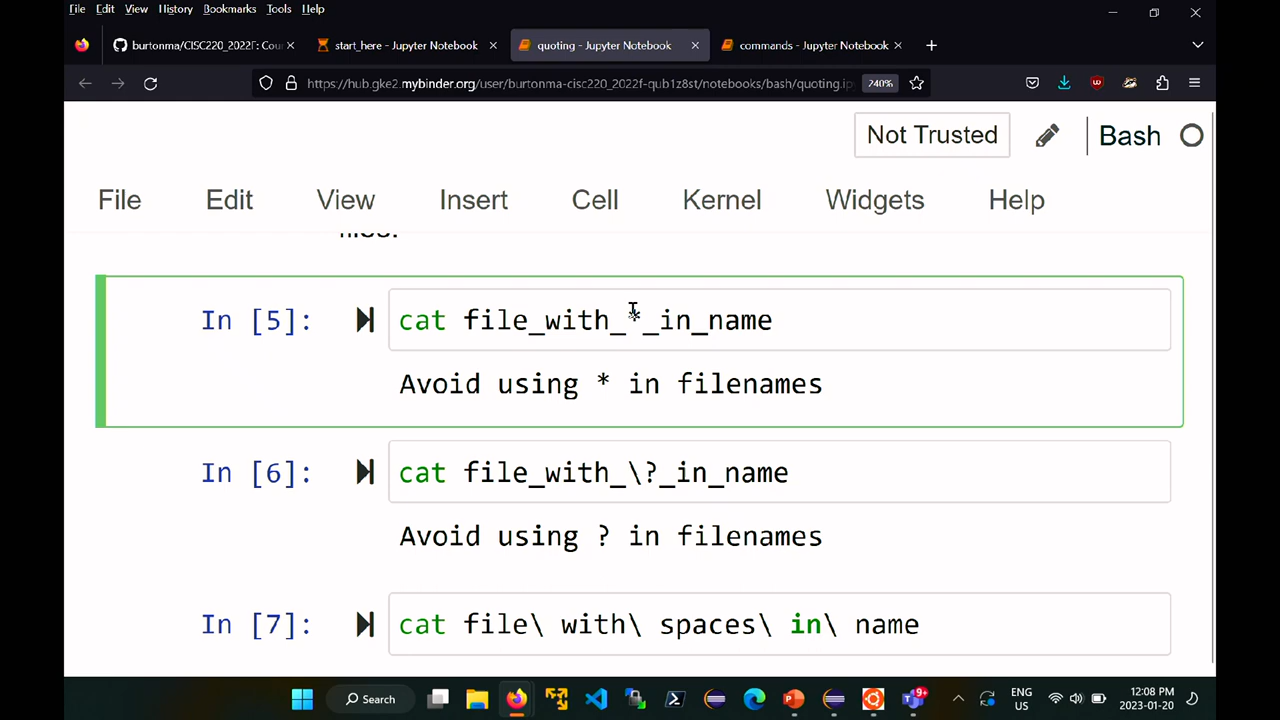 File Edit View History Bookmarks Tools Help
burtonma/CISC220_2022F: Cou
start_here - Jupyter Notebook
quoting - Jupyter Notebook
commands - Jupyter Notebook
https://hub.gke2.mybinder.org/user/burtonma-cisc220_2022f-qub1z8st/notebooks/bash/quoting.ip
240%
Not Trusted
Bash
File Edit View Insert Cell Kernel Widgets Help
files:
In [5]: cat file_with_*_in_name
Avoid using * in filenames
In [6]: cat file_with_\?_in_name
Avoid using ? in filenames
In [7]: cat file\ with\ spaces\ in\ name
Search
9+
ENG
US
12:08 PM
2023-01-20